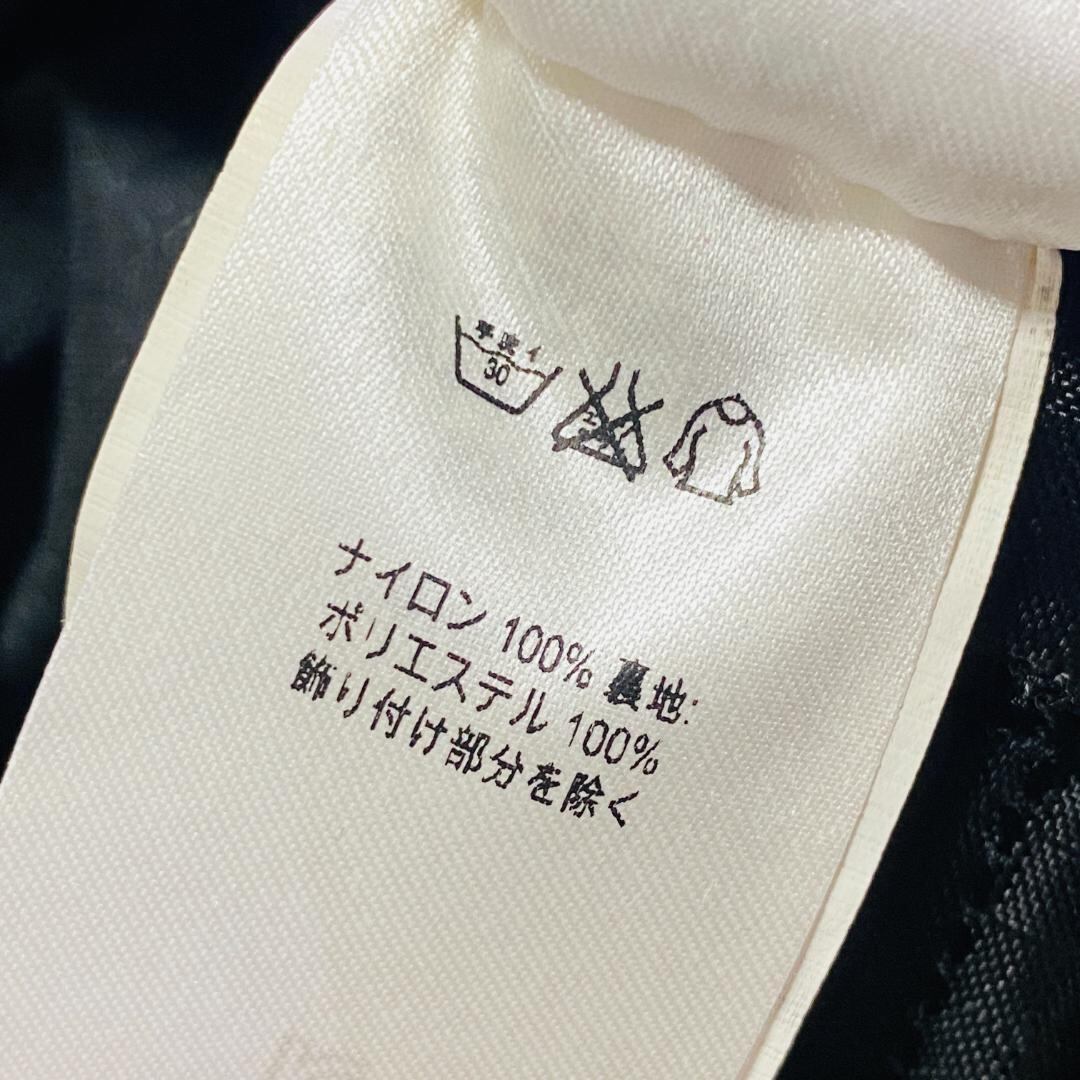 手洗イ
30
ナイロン 100% 裏地:
ポリエステル 100%
飾り付け部分を除く